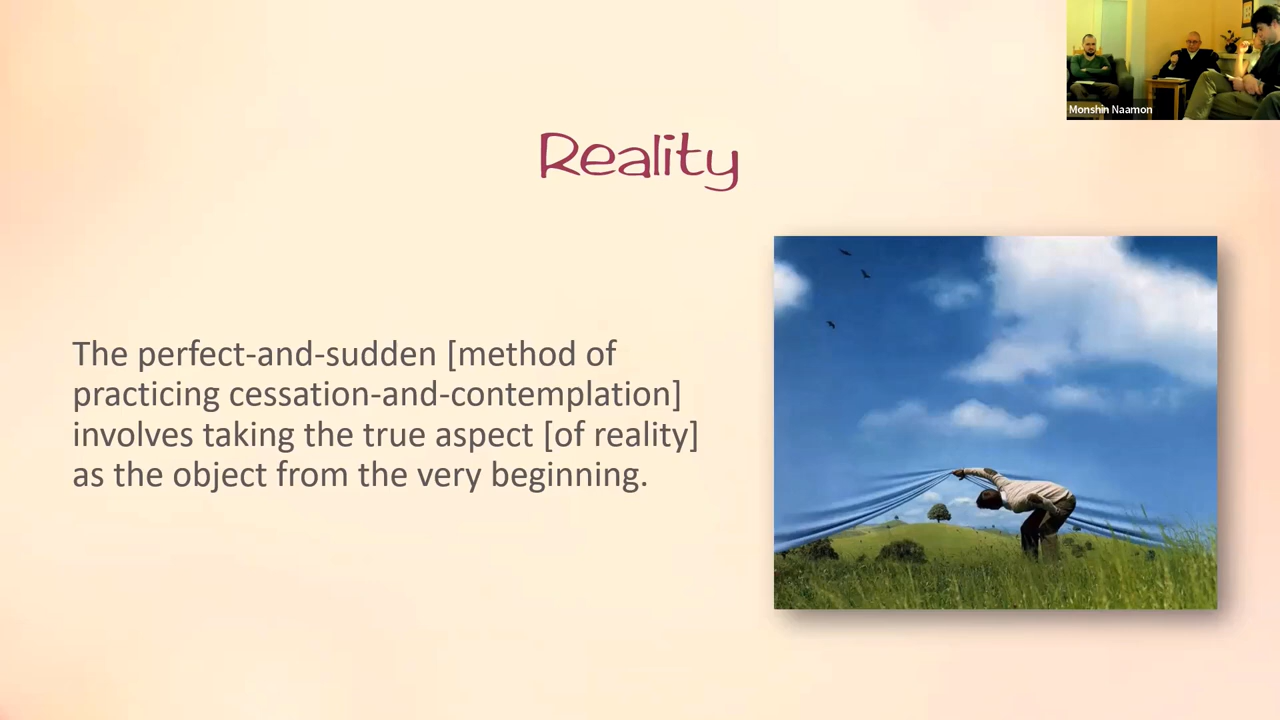 Monshin Naamon
Reality
The perfect-and-sudden [method of
practicing cessation-and-contemplation]
involves taking the true aspect [of reality]
as the object from the very beginning.